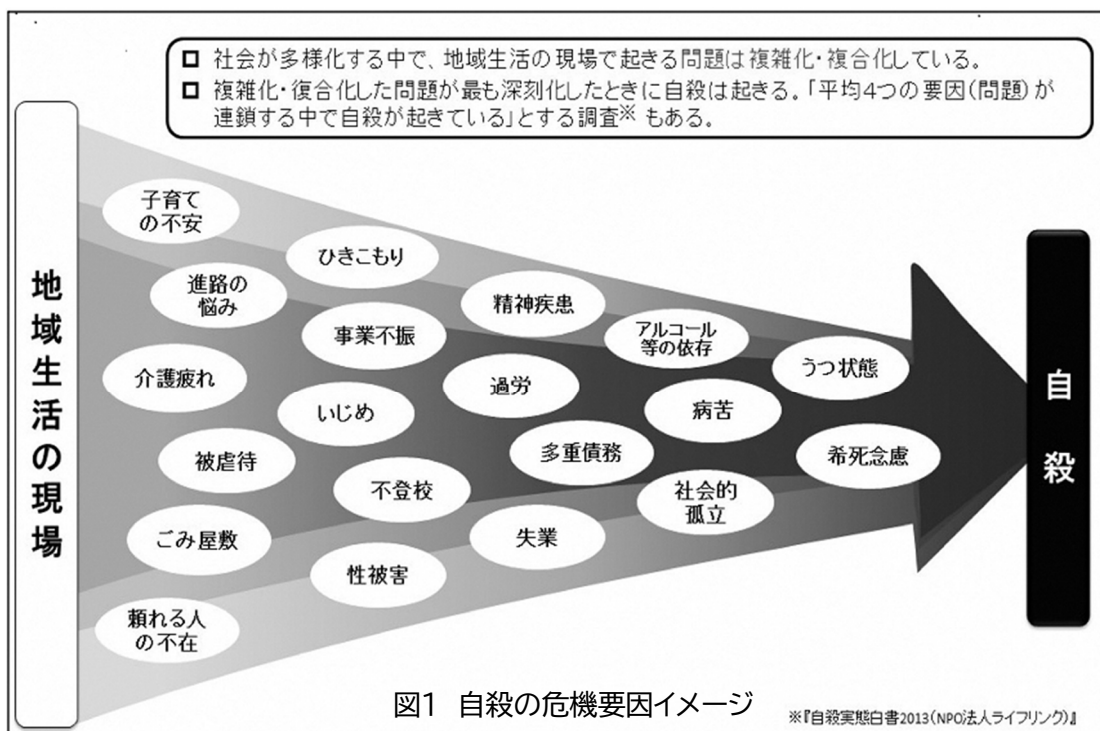 □ 社会が多様化する中で、地域生活の現場で起きる問題は複雑化・複合化している。
□ 複雑化・復合化した問題が最も深刻化したときに自殺は起きる。「平均4つの要因(問題)が
連鎖する中で自殺が起きている」とする調査※ もある。
地域生活の現場
子育て
の不安
ひきこもり
進路の
悩み
精神疾患
事業不振
アルコール
等の依存
うつ状態
介護疲れ
過労
いじめ
病苦
被虐待
多重債務
希死念慮
不登校
社会的
孤立
ごみ屋敷
失業
性被害
頼れる人
の不在
自殺
図1 自殺の危機要因イメージ
※『自殺実態白書2013(NPO法人ライフリンク)』